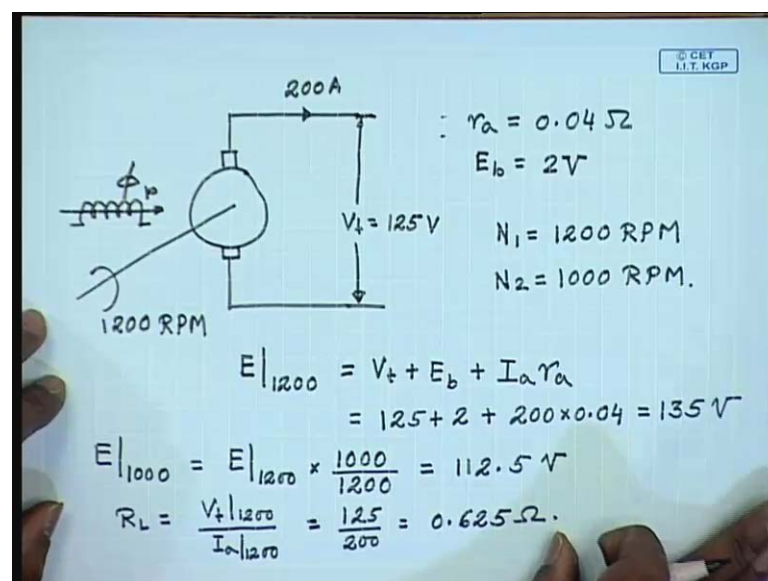 © CET
I.I.T. KGP
200A
: ra = 0.04 Ω
Eb = 2V
Φp
Vt = 125 V
N1 = 1200 RPM
N2 = 1000 RPM.
1200 RPM
E|1200 = Vt + Eb + Iara
= 125 + 2 + 200 × 0.04 = 135 V
E|1000 = E|1200 × 1000/1200 = 112.5 V
RL = Vt|1200/Ia|1200 = 125/200 = 0.625 Ω.